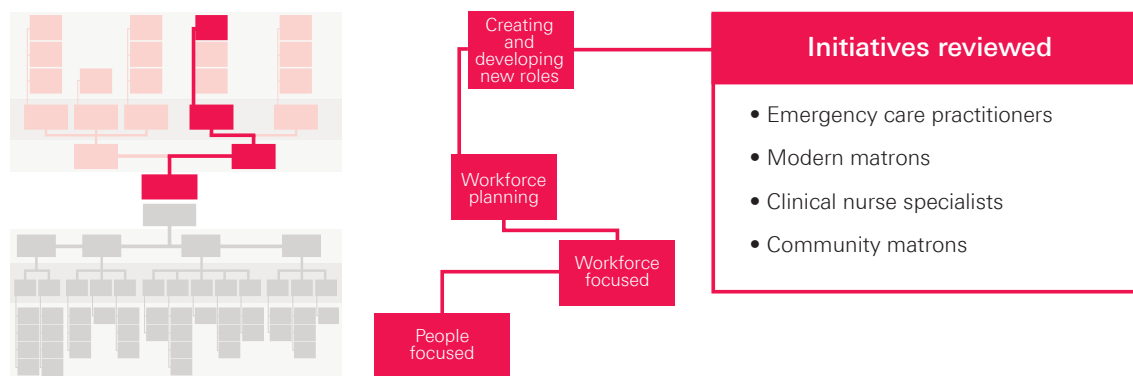 Creating
and
developing
new roles
Initiatives reviewed
• Emergency care practitioners
• Modern matrons
• Clinical nurse specialists
• Community matrons
Workforce
planning
Workforce
focused
People
focused